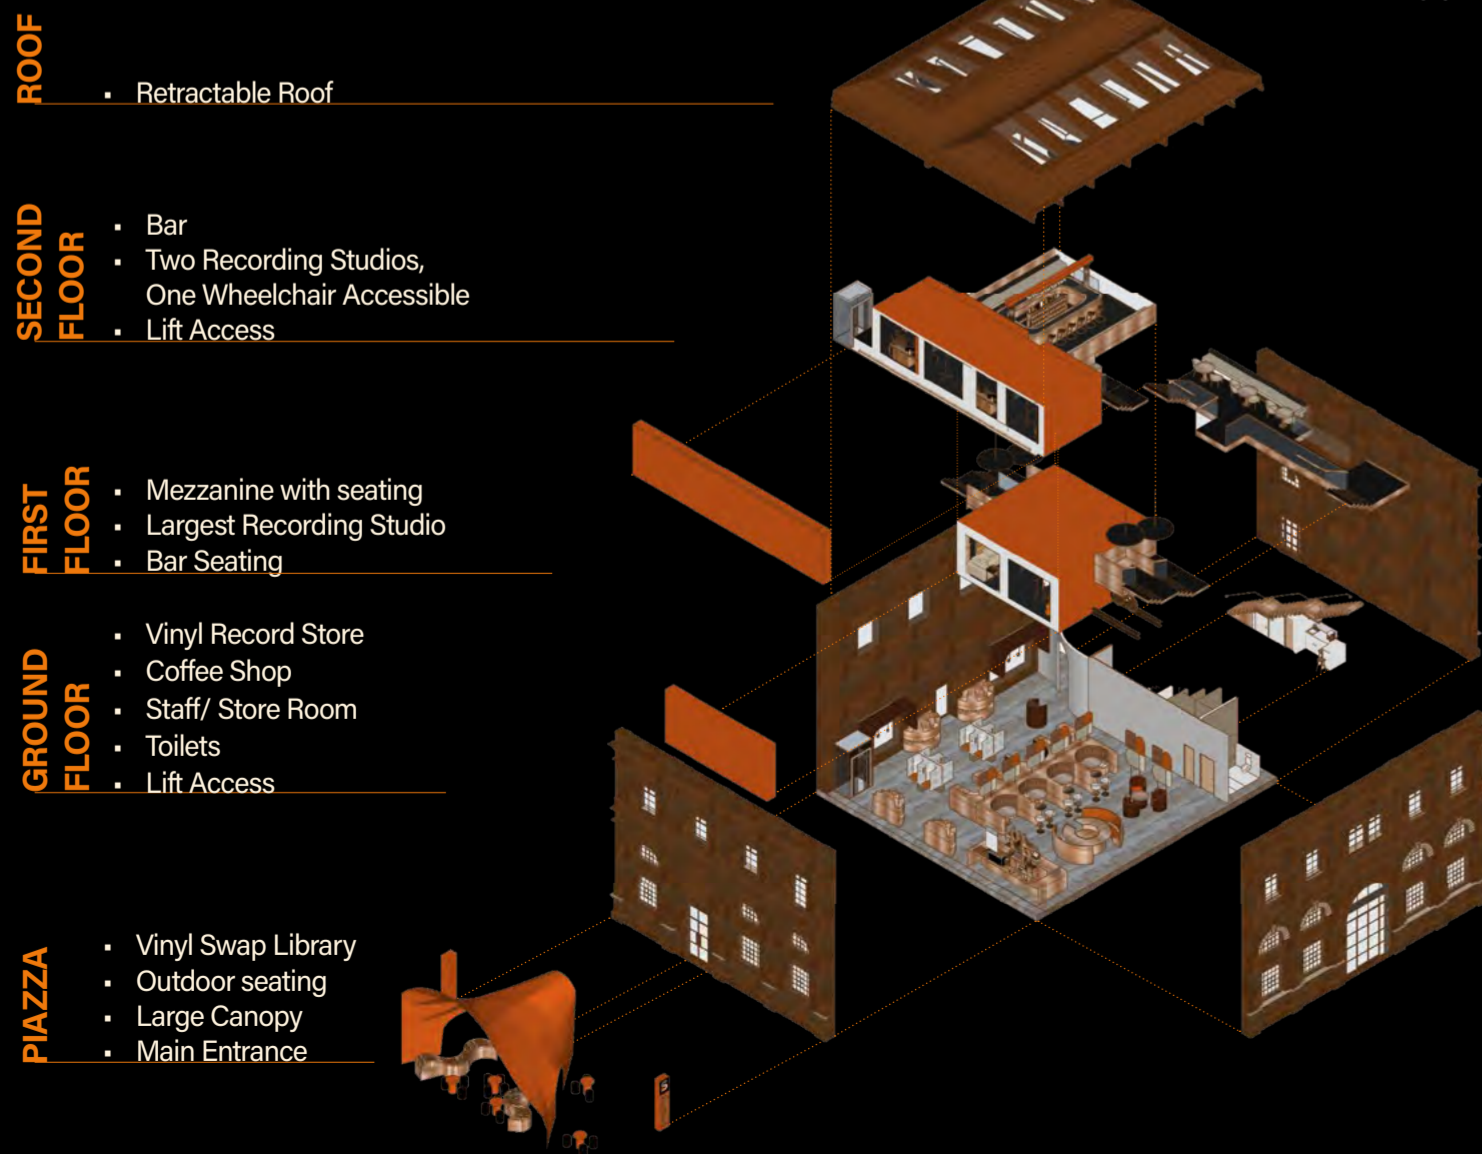 ROOF
▪ Retractable Roof
SECOND
FLOOR
▪ Bar
▪ Two Recording Studios,
One Wheelchair Accessible
▪ Lift Access
FIRST
FLOOR
▪ Mezzanine with seating
▪ Largest Recording Studio
▪ Bar Seating
GROUND
FLOOR
▪ Vinyl Record Store
▪ Coffee Shop
▪ Staff/ Store Room
▪ Toilets
▪ Lift Access
PIAZZA
▪ Vinyl Swap Library
▪ Outdoor seating
▪ Large Canopy
▪ Main Entrance